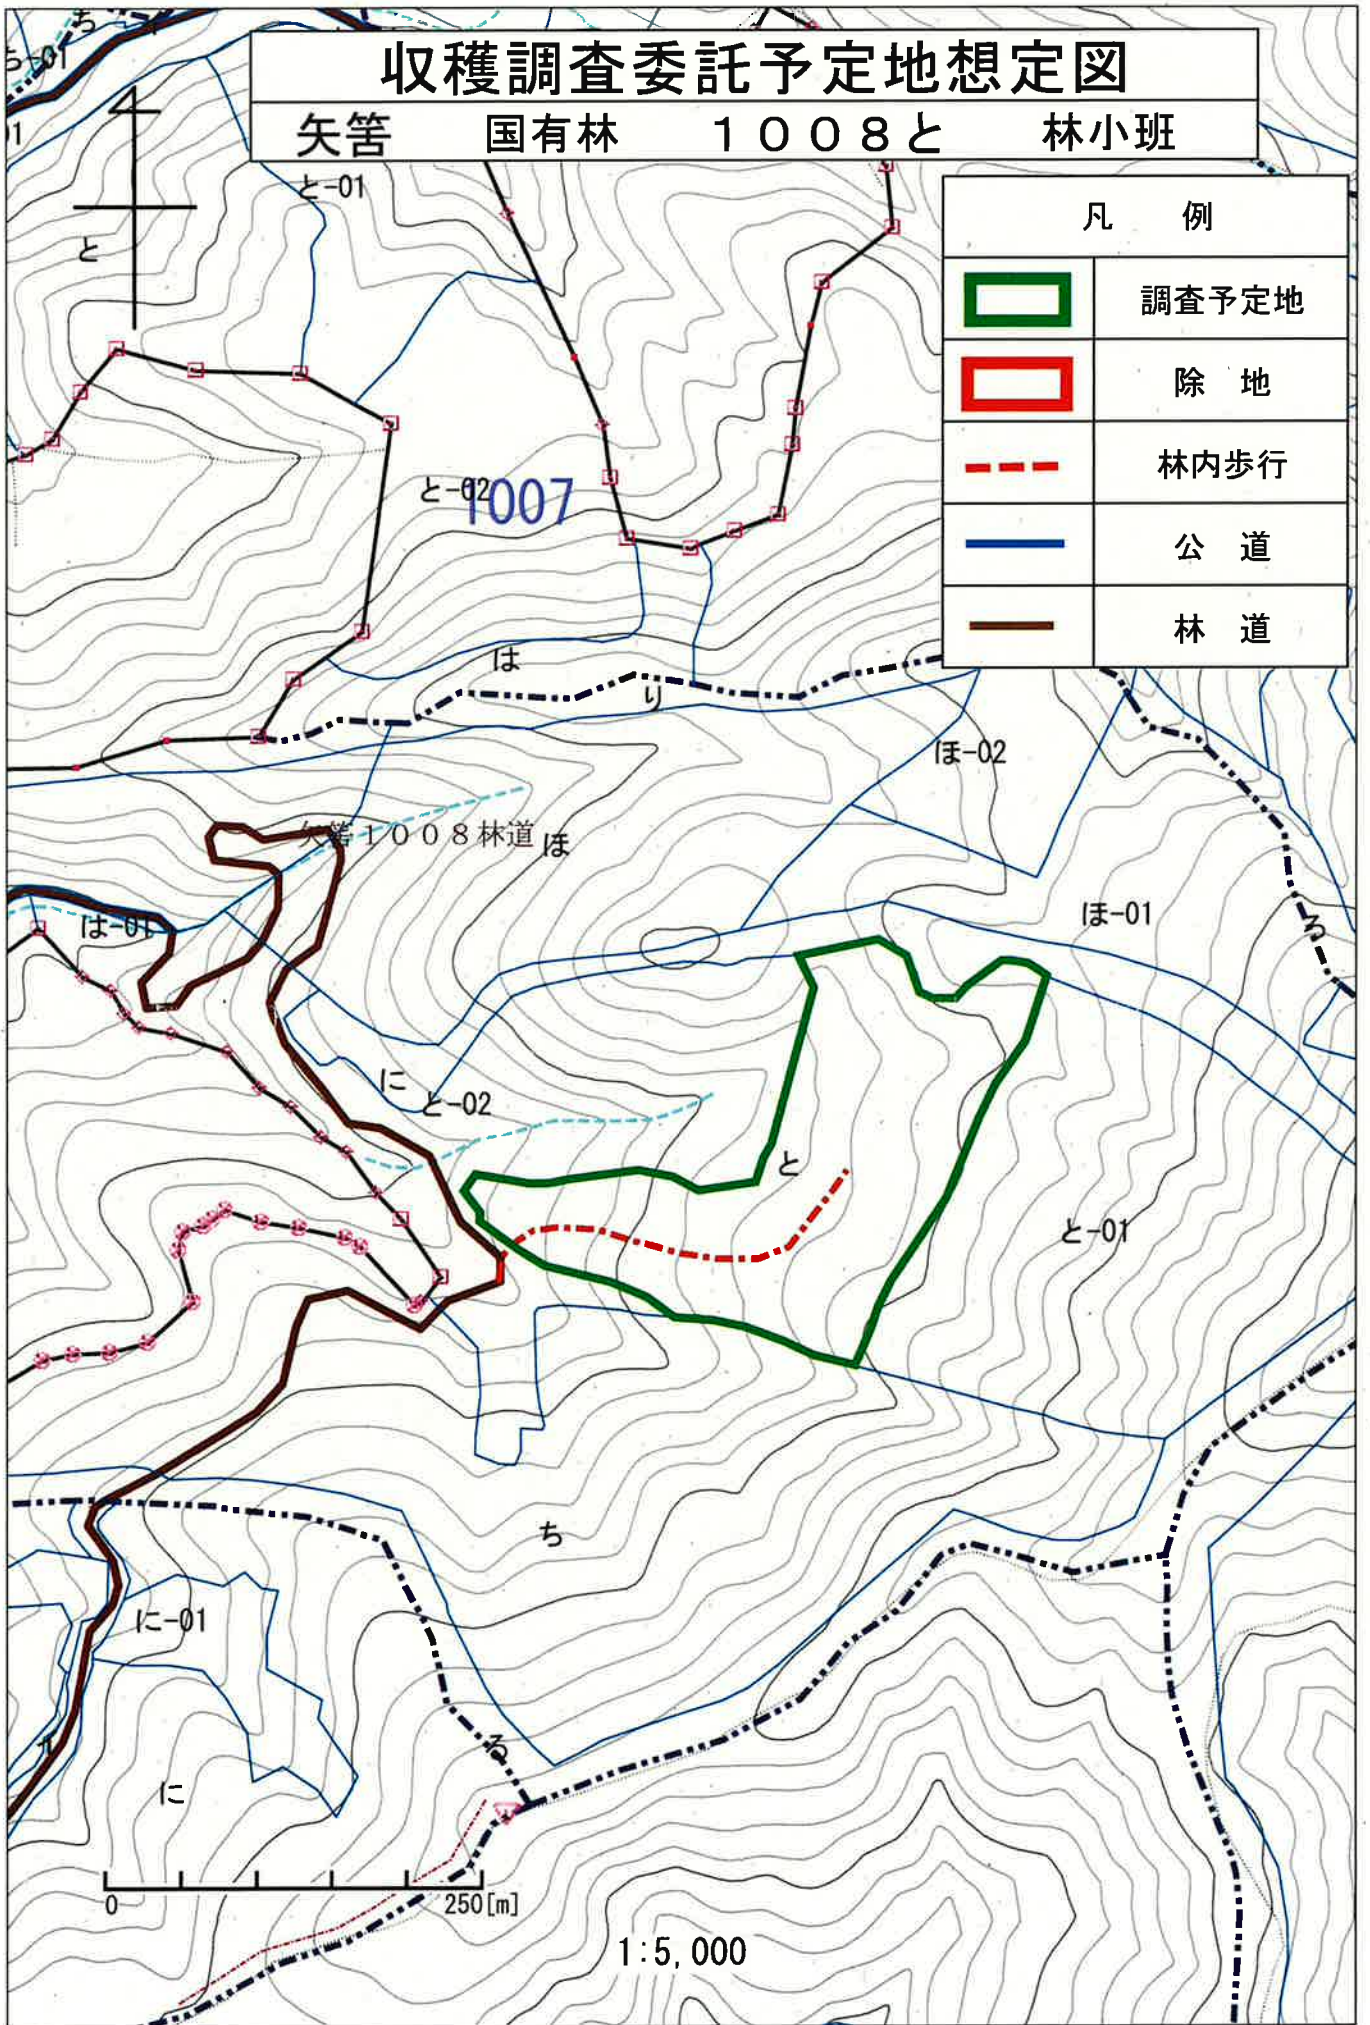 収穫調査委託予定地想定図
矢筈 国有林 1008と 林小班
凡 例
調査予定地
除 地
林内歩行
公 道
林 道
ち
ち-01
と-01
と
と-02
1007
は
り
ほ-02
矢筈1008林道
ほ
は-01
ほ-01
ろ
に
と-02
と
と-01
ち
に-01
る
に
0
250[m]
1:5,000